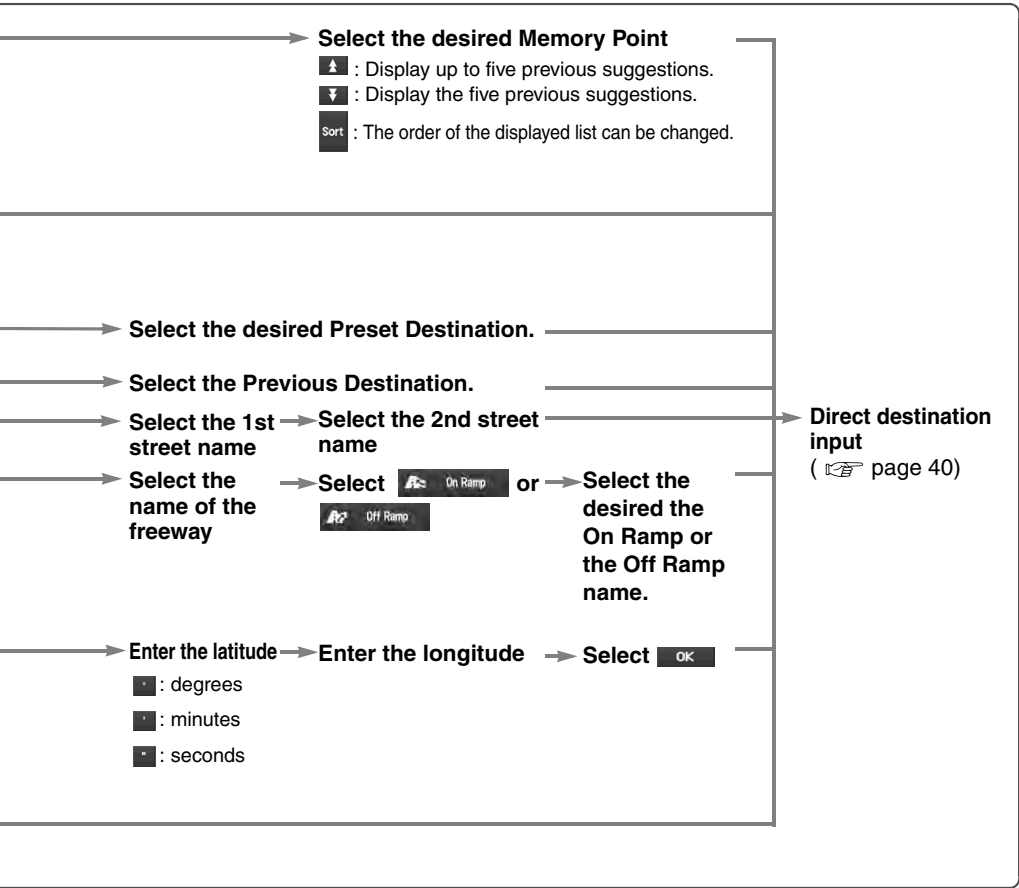 Select the desired Memory Point
: Display up to five previous suggestions.
: Display the five previous suggestions.
Sort : The order of the displayed list can be changed.
Select the desired Preset Destination.
Select the Previous Destination.
Select the 1st
street name
Select the 2nd street
name
Select the
name of the
freeway
Select On Ramp or
Off Ramp
Select the
desired the
On Ramp or
the Off Ramp
name.
Enter the latitude
° : degrees
' : minutes
" : seconds
Enter the longitude
Select OK
Direct destination
input
( ☞ page 40)